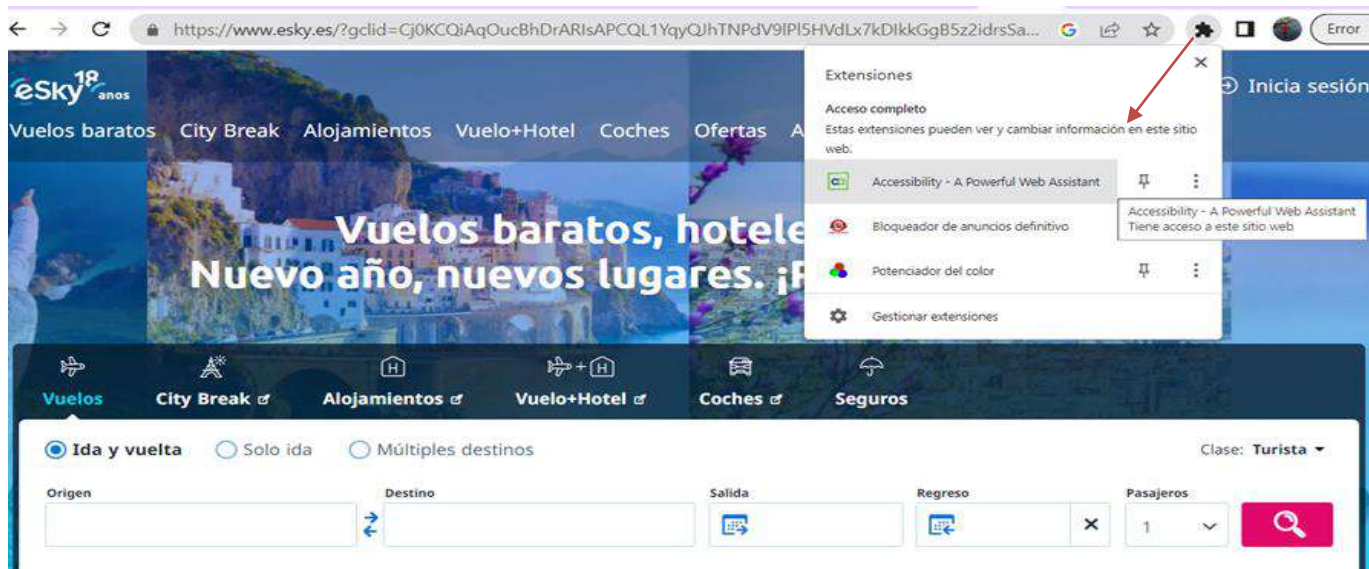 https://www.esky.es/?gclid=Cj0KCQiAqOucBhDrARIsAPCQL1YqyQJhTNPdV9IPl5HVdLx7kDIkkGgB5z2idrsSa...
Error
eSky 18 anos
Inicia sesión
Vuelos baratos City Break Alojamientos Vuelo+Hotel Coches Ofertas A
Extensiones
Acceso completo
Estas extensiones pueden ver y cambiar información en este sitio
web.
Accessibility - A Powerful Web Assistant
Accessibility - A Powerful Web Assistant
Tiene acceso a este sitio web
Bloqueador de anuncios definitivo
Potenciador del color
Gestionar extensiones
Vuelos baratos, hotele
Nuevo año, nuevos lugares. ¡P
Vuelos City Break Alojamientos Vuelo+Hotel Coches Seguros
Ida y vuelta Solo ida Múltiples destinos Clase: Turista
Origen Destino Salida Regreso Pasajeros
1